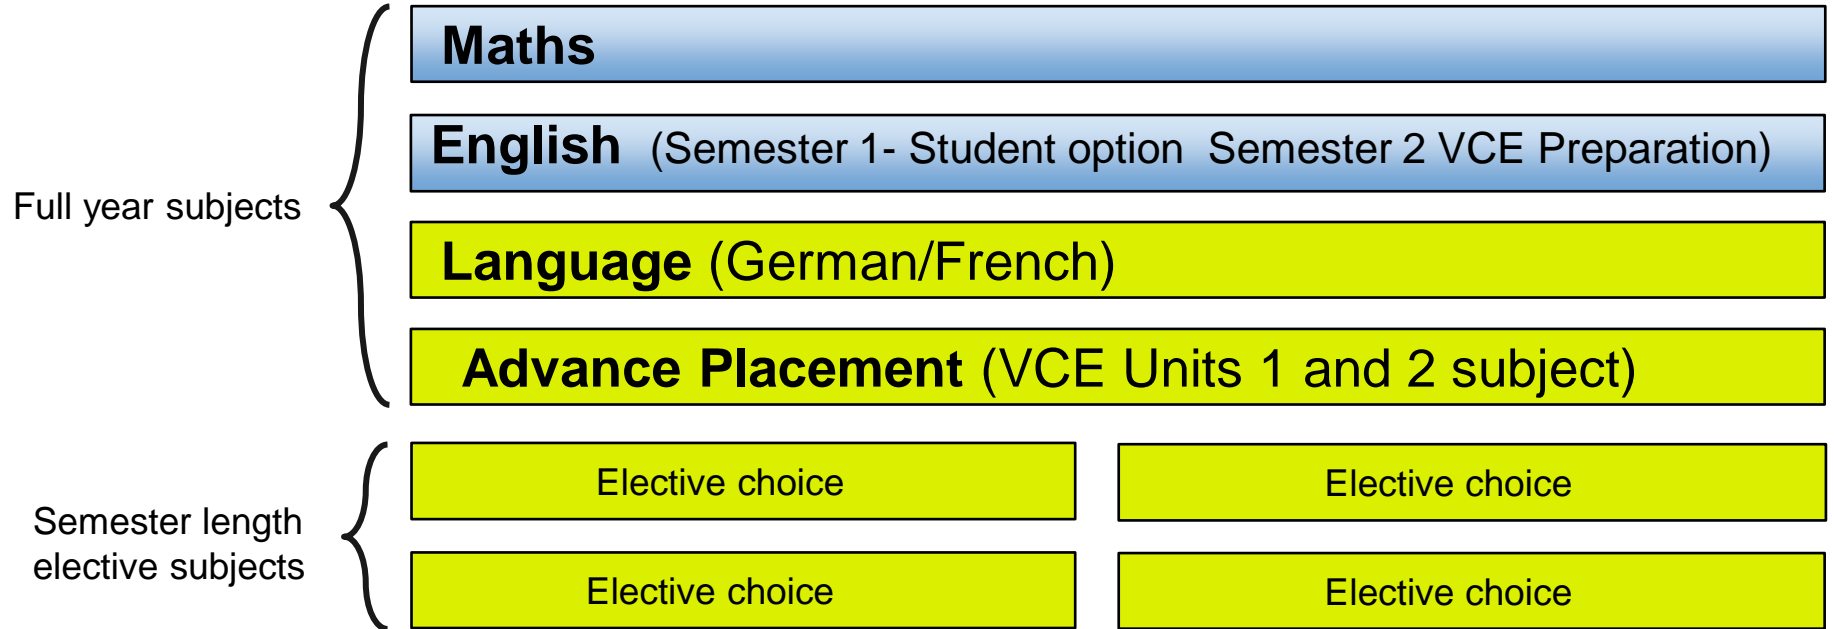 Maths
English (Semester 1- Student option Semester 2 VCE Preparation)
Full year subjects
Language (German/French)
Advance Placement (VCE Units 1 and 2 subject)
Elective choice
Elective choice
Semester length
elective subjects
Elective choice
Elective choice